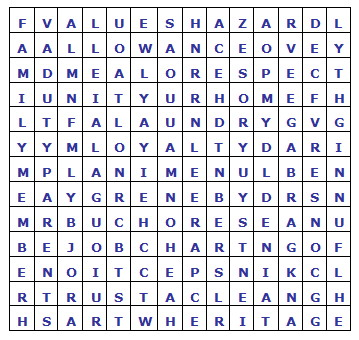 F V A L U E S H A Z A R D L
A A L L O W A N C E O V E Y
M D M E A L O R E S P E C T
I U N I T Y U R H O M E F H
L T F A L A U N D R Y G V G
Y Y M L O Y A L T Y D A R I
M P L A N I M E N U L B E N
E A Y G R E N E B Y D R S N
M R B U C H O R E S E A N U
B E J O B C H A R T N G O F
E N O I T C E P S N I K C L
R T R U S T A C L E A N G H
H S A R T W H E R I T A G E